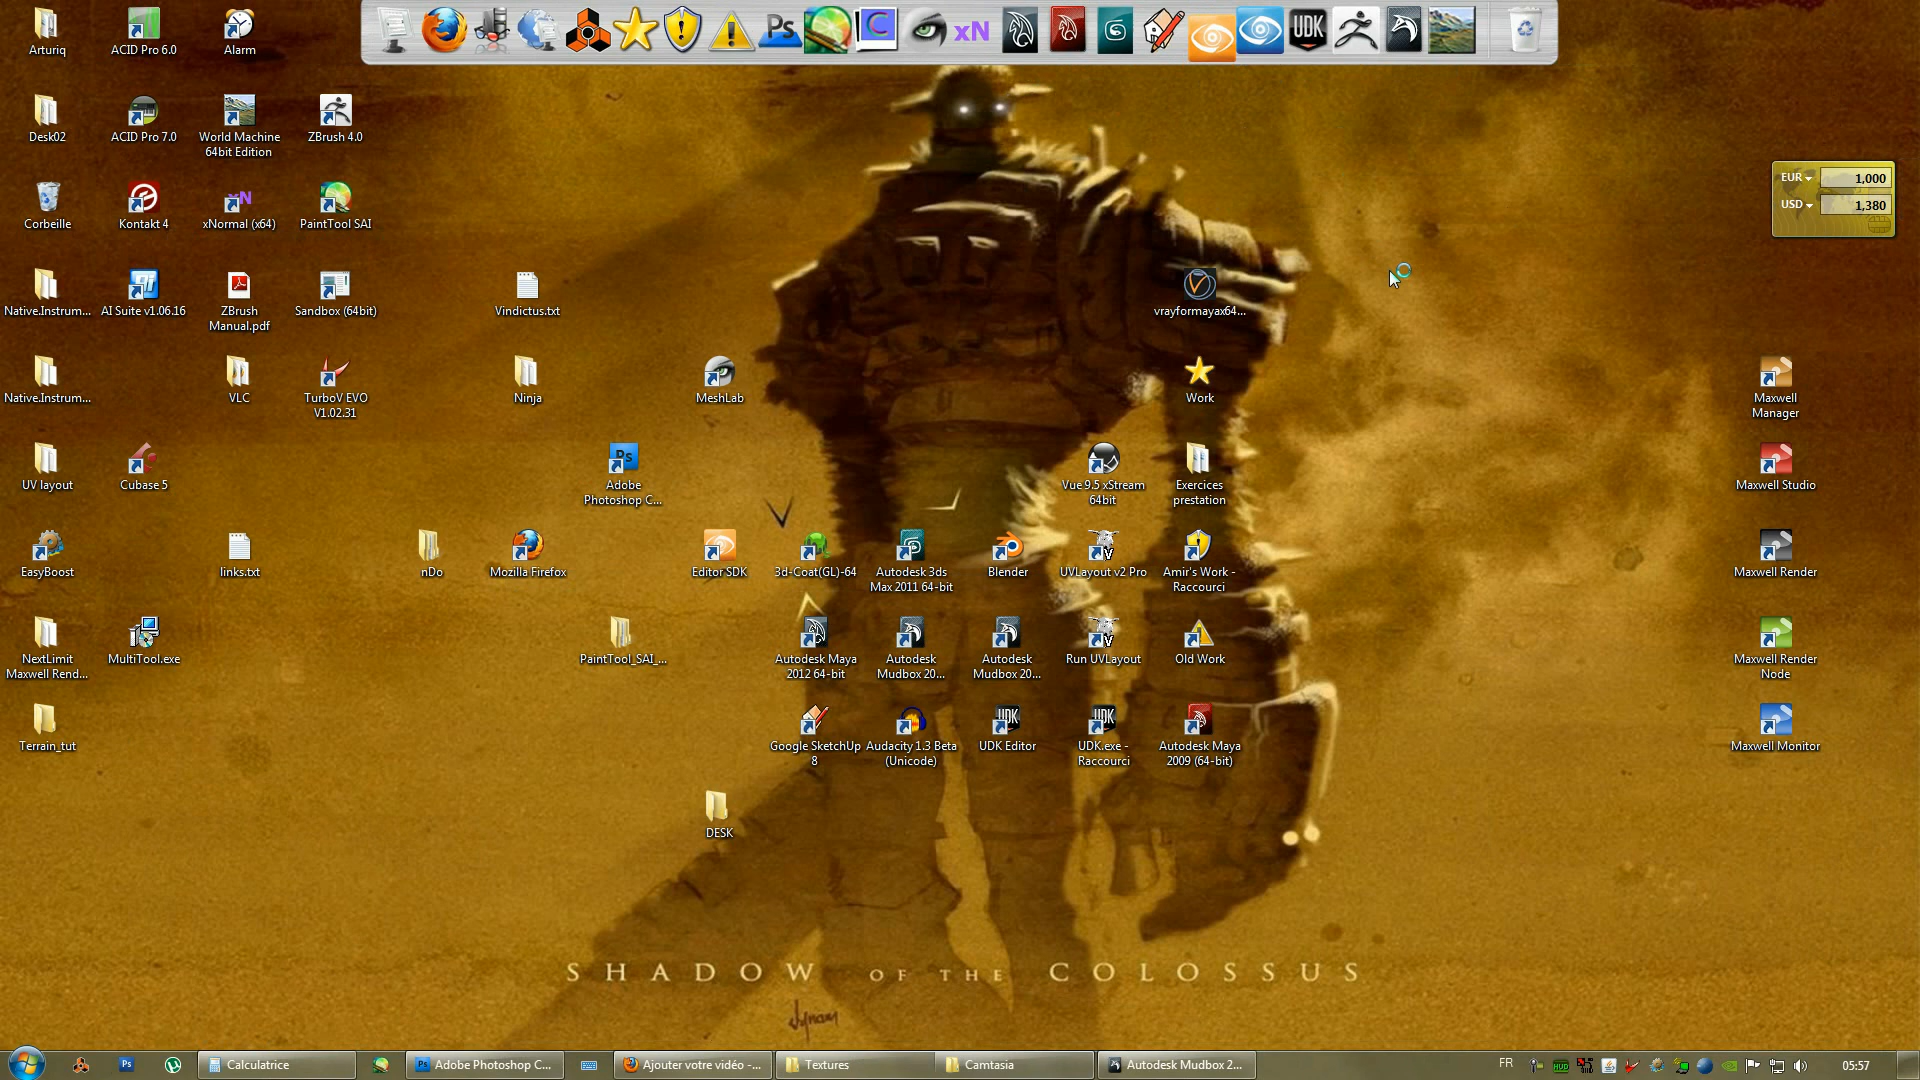 Ps
C
xN
UDK
Arturiq
ACID Pro 6.0
Alarm
Desk02
ACID Pro 7.0
World Machine
64bit Edition
ZBrush 4.0
EUR
1,000
USD
1,380
Corbeille
Kontakt 4
xNormal (x64)
PaintTool SAI
Native.Instrum...
AI Suite v1.06.16
ZBrush
Manual.pdf
Sandbox (64bit)
Vindictus.txt
vrayformayax64...
Native.Instrum...
VLC
TurboV EVO
V1.02.31
Ninja
MeshLab
Work
Maxwell
Manager
UV layout
Cubase 5
Adobe
Photoshop C...
Vue 9.5 xStream
64bit
Exercices
prestation
Maxwell Studio
EasyBoost
links.txt
nDo
Mozilla Firefox
Editor SDK
3d-Coat(GL)-64
Autodesk 3ds
Max 2011 64-bit
Blender
UVLayout v2 Pro
Amir's Work -
Raccourci
Maxwell Render
NextLimit
Maxwell Rend...
MultiTool.exe
PaintTool_SAI_...
Autodesk Maya
2012 64-bit
Autodesk
Mudbox 20...
Autodesk
Mudbox 20...
Run UVLayout
Old Work
Maxwell Render
Node
Terrain_tut
Google SketchUp
8
Audacity 1.3 Beta
(Unicode)
UDK Editor
UDK.exe -
Raccourci
Autodesk Maya
2009 (64-bit)
Maxwell Monitor
DESK
SHADOW OF THE COLOSSUS
Calculatrice
Adobe Photoshop C...
Ajouter votre vidéo -...
Textures
Camtasia
Autodesk Mudbox 2...
FR
05:57